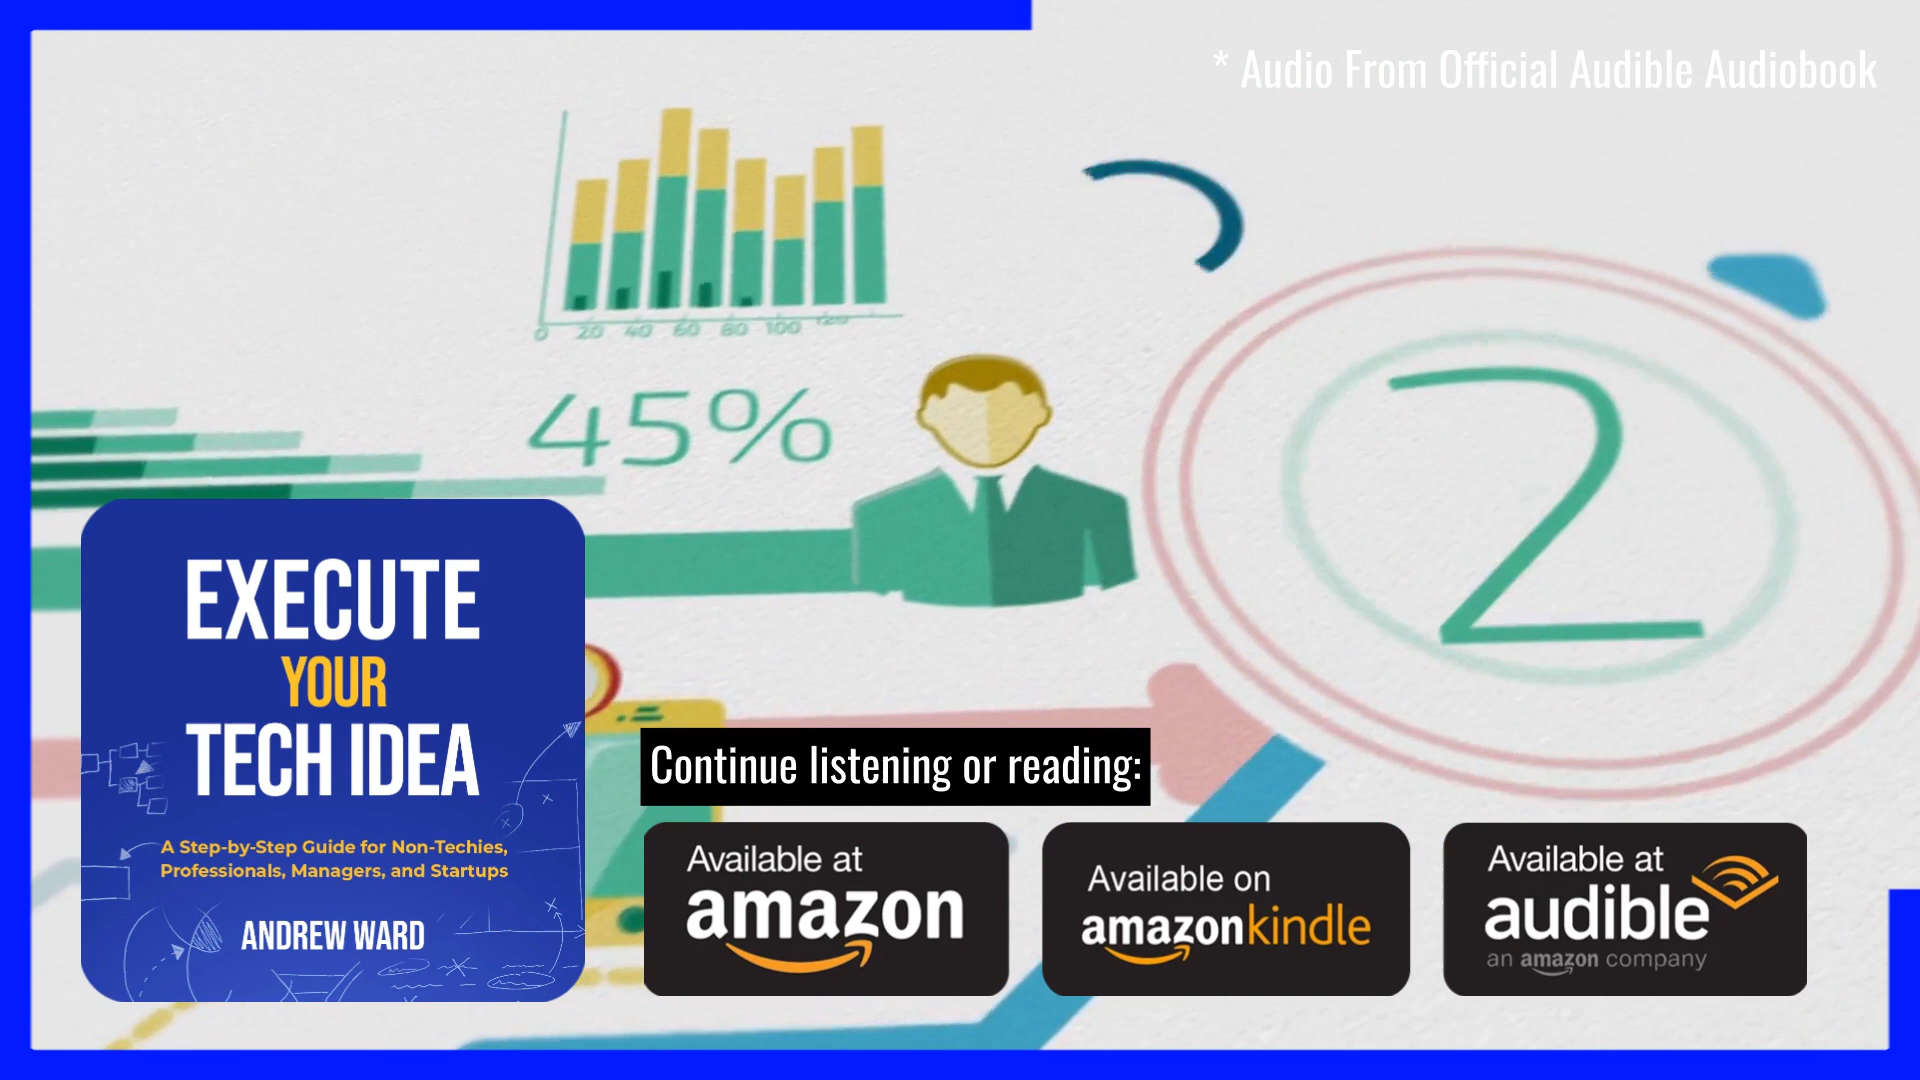 * Audio From Official Audible Audiobook
0 20 40 60 80 100 120
45%
2
EXECUTE
YOUR
TECH IDEA
A Step-by-Step Guide for Non-Techies,
Professionals, Managers, and Startups
ANDREW WARD
Continue listening or reading:
Available at
amazon
Available on
amazonkindle
Available at
audible
an amazon company